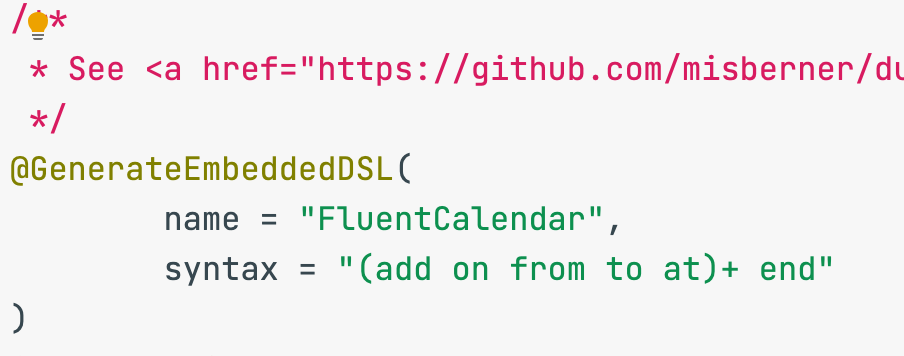 /**
 * See <a href="https://github.com/misberner/du
 */
@GenerateEmbeddedDSL(
        name = "FluentCalendar",
        syntax = "(add on from to at)+ end"
)